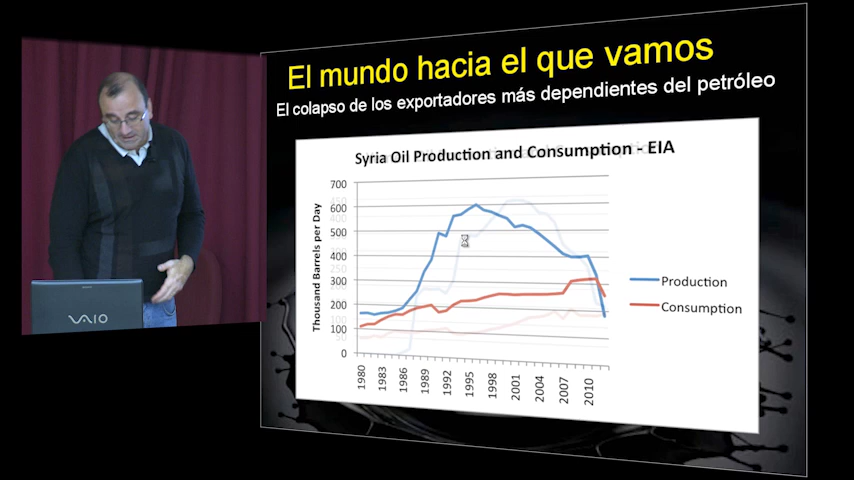 El mundo hacia el que vamos
El colapso de los exportadores más dependientes del petróleo
Syria Oil Production and Consumption - EIA
Thousand Barrels per Day
700
600
500
400
300
200
100
0
1980
1983
1986
1989
1992
1995
1998
2001
2004
2007
2010
Production
Consumption
VAIO